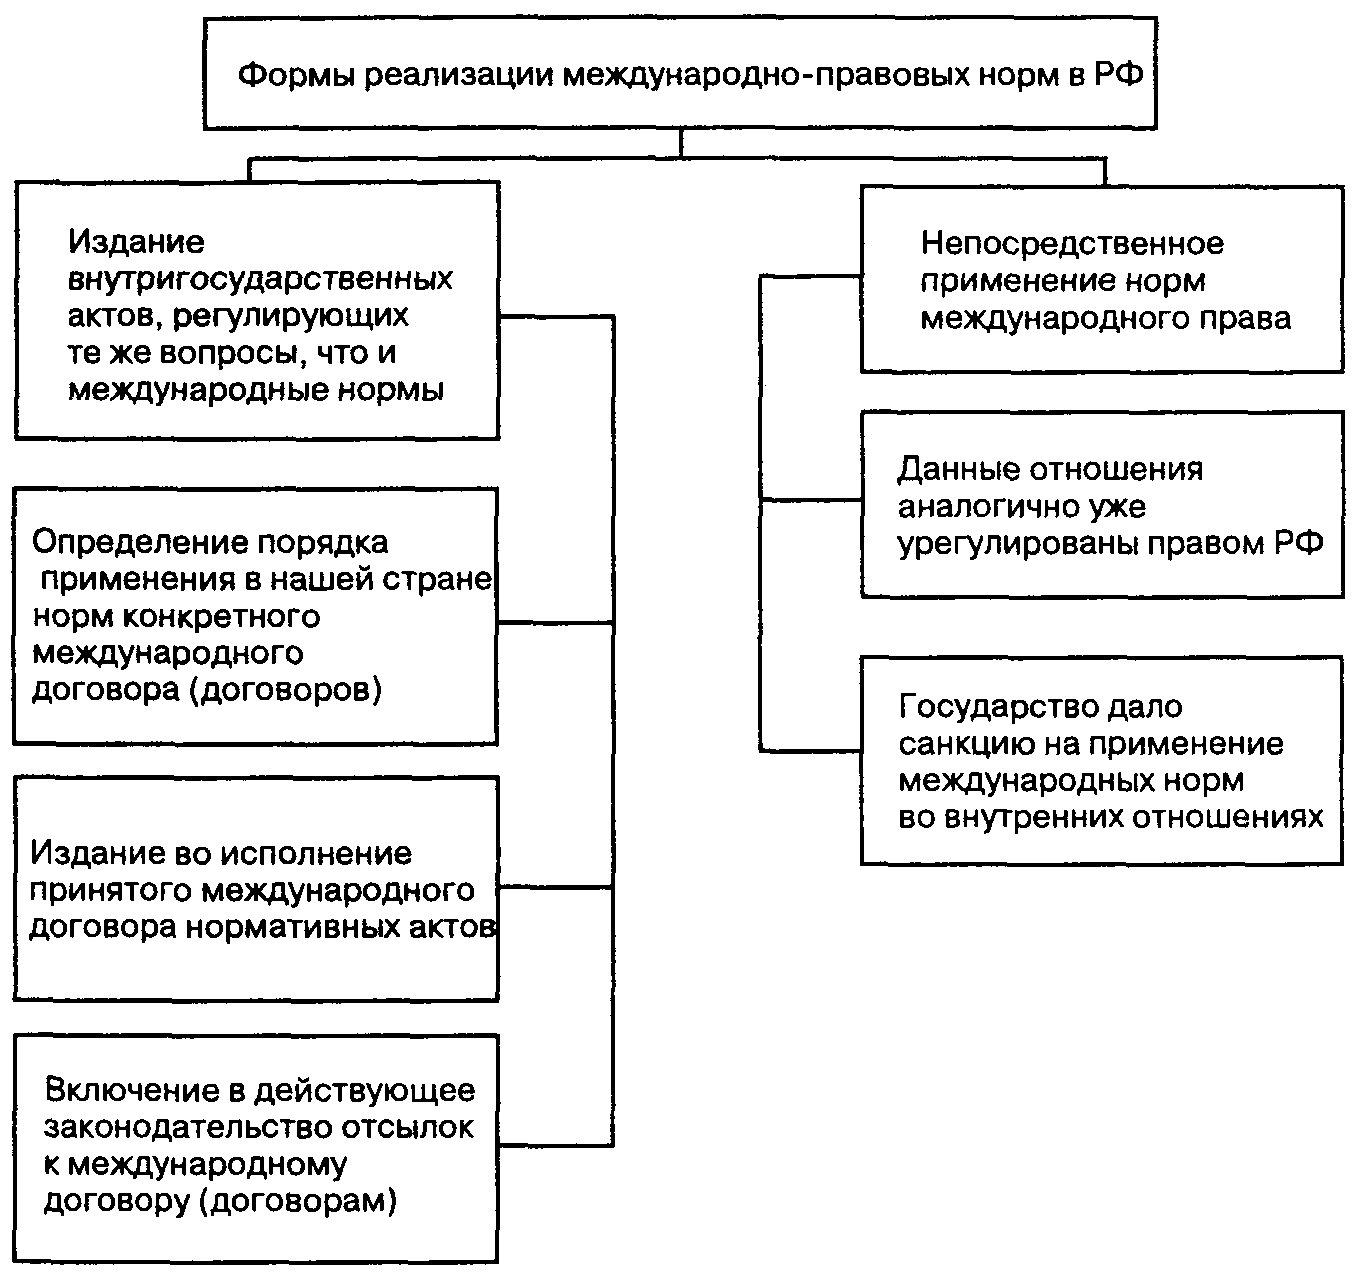 Формы реализации международно-правовых норм в РФ
Издание
внутригосударственных
актов, регулирующих
те же вопросы, что и
международные нормы
Определение порядка
применения в нашей стране
норм конкретного
международного
договора (договоров)
Издание во исполнение
принятого международного
договора нормативных актов
Включение в действующее
законодательство отсылок
к международному
договору (договорам)
Непосредственное
применение норм
международного права
Данные отношения
аналогично уже
урегулированы правом РФ
Государство дало
санкцию на применение
международных норм
во внутренних отношениях